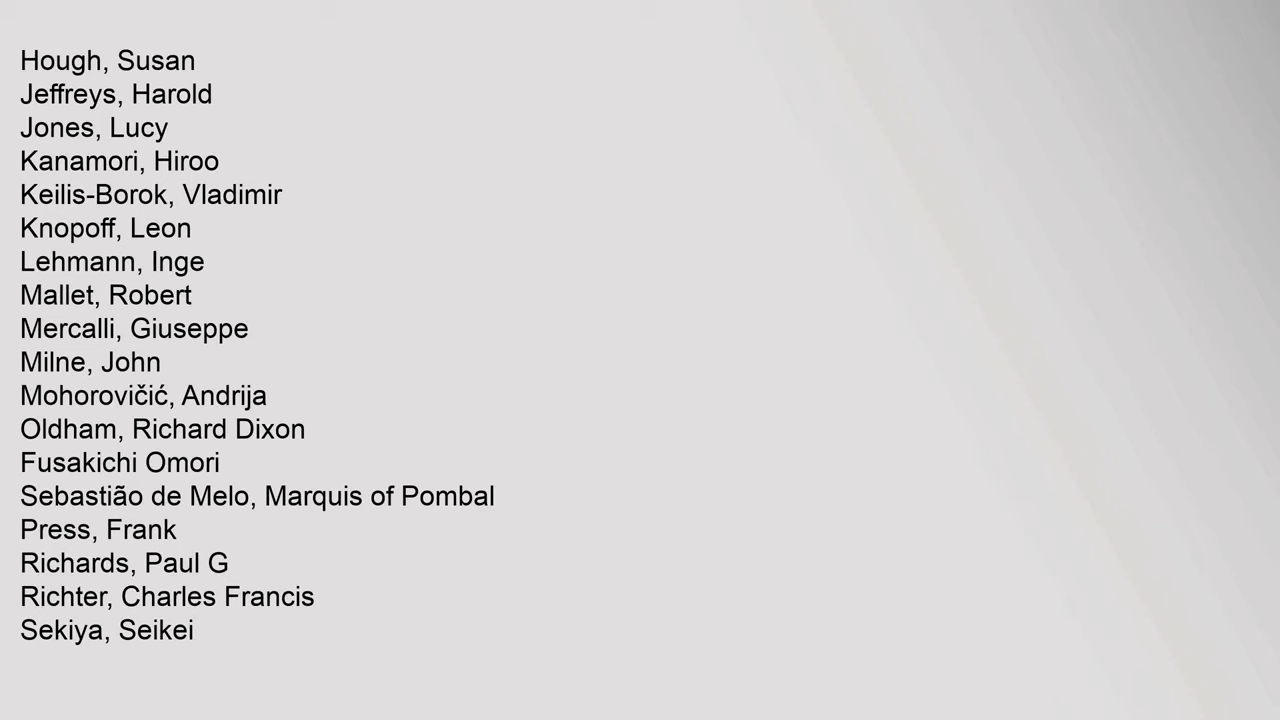 Hough, Susan
Jeffreys, Harold
Jones, Lucy
Kanamori, Hiroo
Keilis-Borok, Vladimir
Knopoff, Leon
Lehmann, Inge
Mallet, Robert
Mercalli, Giuseppe
Milne, John
Mohorovičić, Andrija
Oldham, Richard Dixon
Fusakichi Omori
Sebastião de Melo, Marquis of Pombal
Press, Frank
Richards, Paul G
Richter, Charles Francis
Sekiya, Seikei